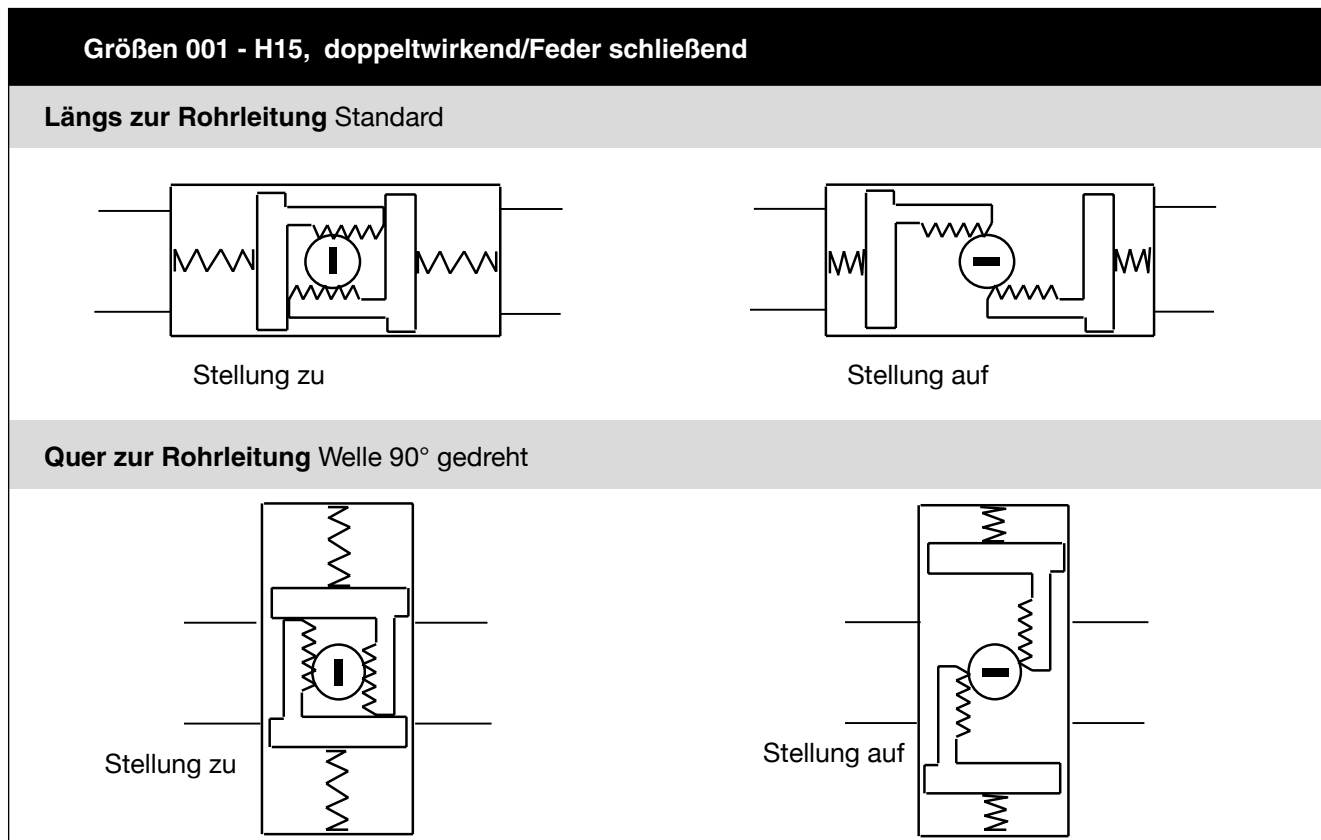 Größen 001 - H15, doppeltwirkend/Feder schließend
Längs zur Rohrleitung Standard
Stellung zu
Stellung auf
Quer zur Rohrleitung Welle 90° gedreht
Stellung zu
Stellung auf